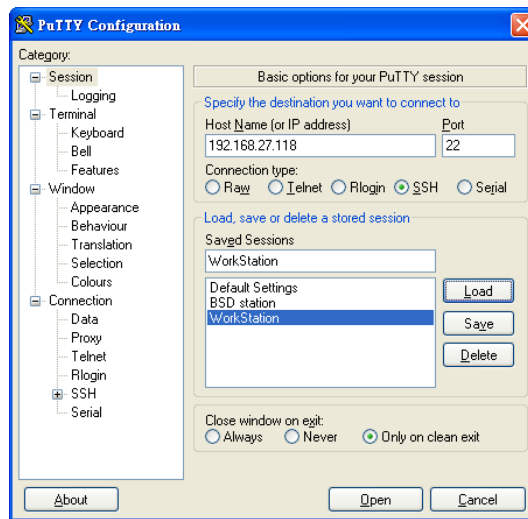 PuTTY Configuration
Category:
Session
Logging
Terminal
Keyboard
Bell
Features
Window
Appearance
Behaviour
Translation
Selection
Colours
Connection
Data
Proxy
Telnet
Rlogin
SSH
Serial
Basic options for your PuTTY session
Specify the destination you want to connect to
Host Name (or IP address) Port
192.168.27.118 22
Connection type:
Raw Telnet Rlogin SSH Serial
Load, save or delete a stored session
Saved Sessions
WorkStation
Default Settings
BSD station
WorkStation
Load
Save
Delete
Close window on exit:
Always Never Only on clean exit
About Open Cancel